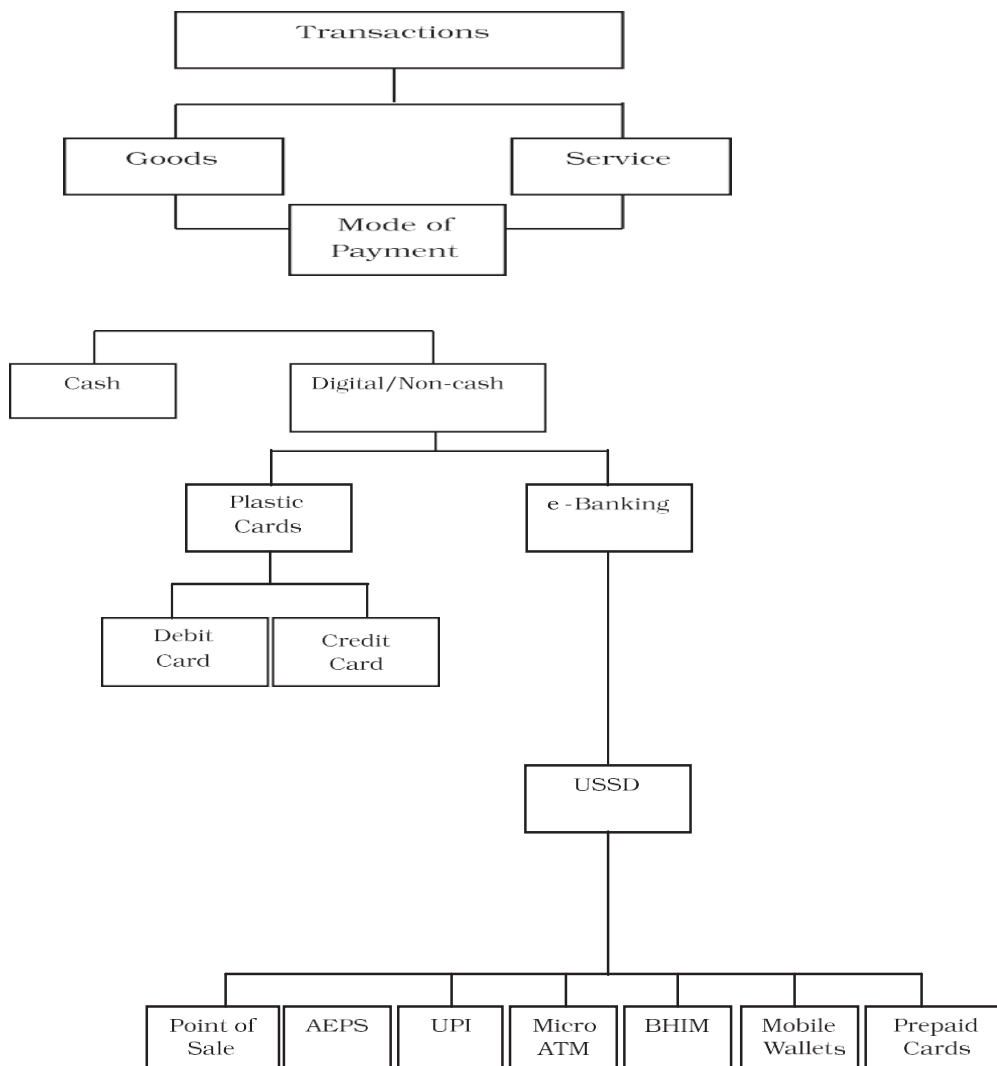 Transactions
Goods
Service
Mode of
Payment
Cash
Digital/Non-cash
Plastic
Cards
e -Banking
Debit
Card
Credit
Card
USSD
Point of
Sale
AEPS
UPI
Micro
ATM
BHIM
Mobile
Wallets
Prepaid
Cards